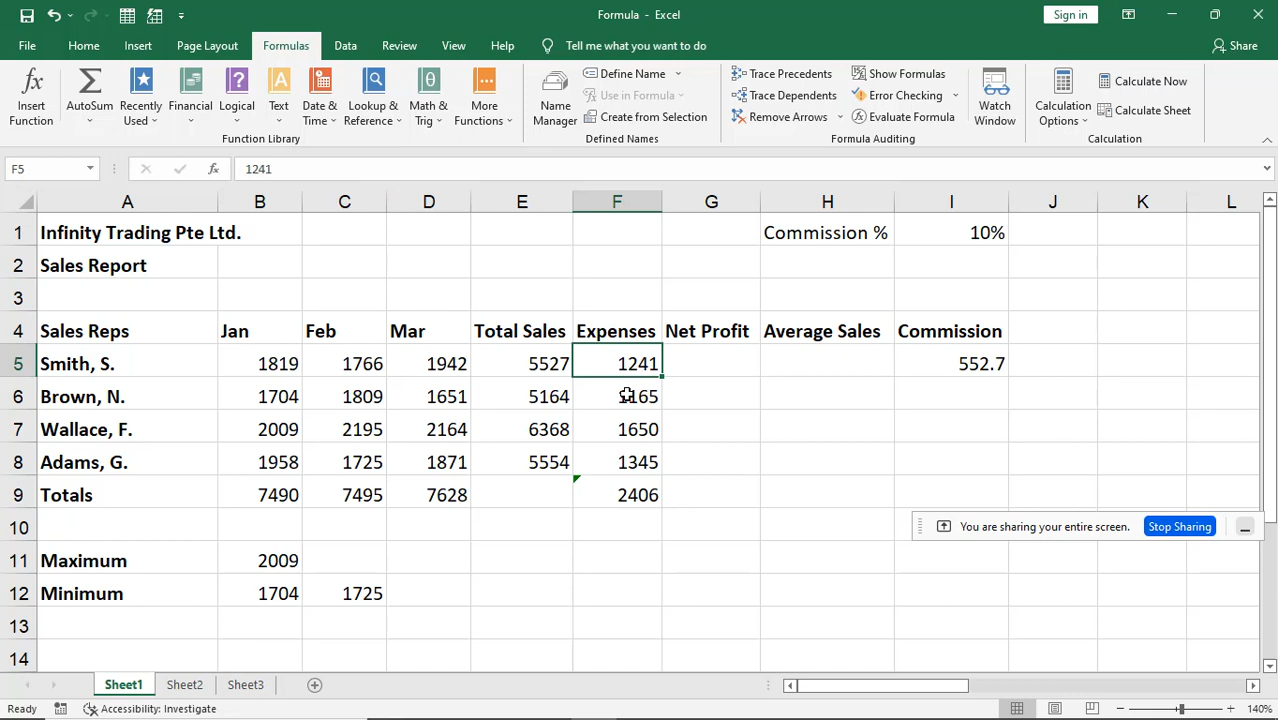 Formula - Excel
Sign in
File Home Insert Page Layout Formulas Data Review View Help Tell me what you want to do Share
Insert Function
AutoSum
Recently Used
Financial
Logical
Text
Date & Time
Lookup & Reference
Math & Trig
More Functions
Function Library
Name Manager
Define Name
Use in Formula
Create from Selection
Defined Names
Trace Precedents
Trace Dependents
Remove Arrows
Show Formulas
Error Checking
Evaluate Formula
Formula Auditing
Watch Window
Calculation Options
Calculate Now
Calculate Sheet
Calculation
F5 fx 1241
A B C D E F G H I J K L
1 Infinity Trading Pte Ltd. Commission % 10%
2 Sales Report
3
4 Sales Reps Jan Feb Mar Total Sales Expenses Net Profit Average Sales Commission
5 Smith, S. 1819 1766 1942 5527 1241 552.7
6 Brown, N. 1704 1809 1651 5164 1165
7 Wallace, F. 2009 2195 2164 6368 1650
8 Adams, G. 1958 1725 1871 5554 1345
9 Totals 7490 7495 7628 2406
10
You are sharing your entire screen. Stop Sharing
11 Maximum 2009
12 Minimum 1704 1725
13
14
Sheet1 Sheet2 Sheet3
Ready Accessibility: Investigate 140%